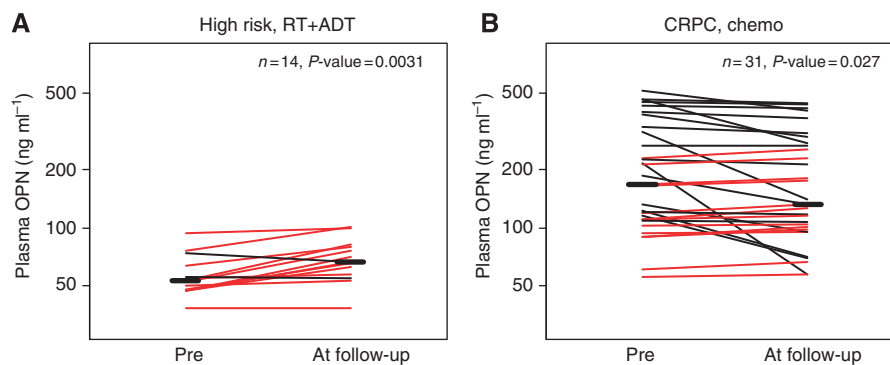 A
High risk, RT+ADT
n=14, P-value=0.0031
Plasma OPN (ng ml⁻¹)
500
200
100
50
Pre
At follow-up
B
CRPC, chemo
n=31, P-value=0.027
Plasma OPN (ng ml⁻¹)
500
200
100
50
Pre
At follow-up